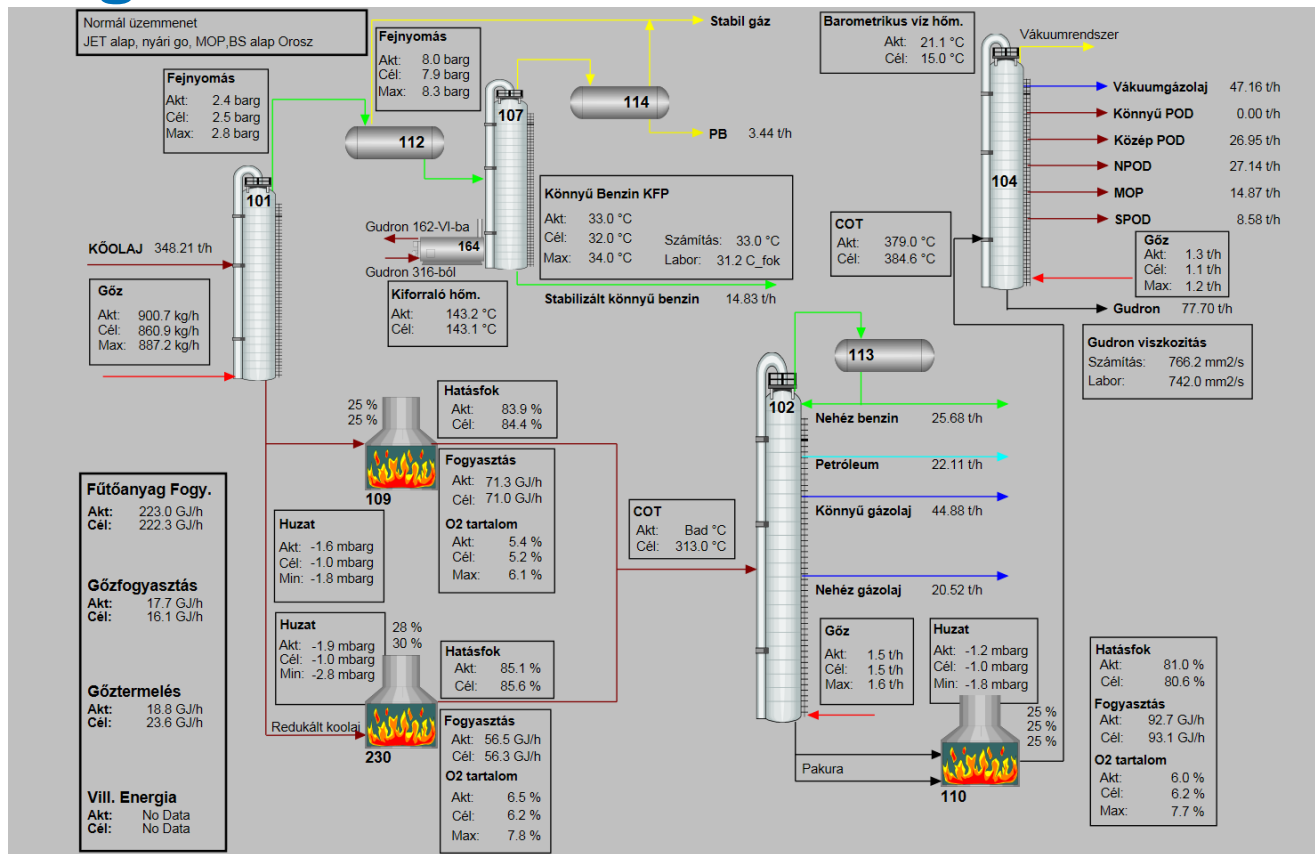 Normál üzemmenet
JET alap, nyári go, MOP,BS alap Orosz
Fejnyomás
Akt: 2.4 barg
Cél: 2.5 barg
Max: 2.8 barg
101
KŐOLAJ 348.21 t/h
Gőz
Akt: 900.7 kg/h
Cél: 860.9 kg/h
Max: 887.2 kg/h
112
Fejnyomás
Akt: 8.0 barg
Cél: 7.9 barg
Max: 8.3 barg
107
114
Stabil gáz
PB 3.44 t/h
Gudron 162-VI-ba
164
Gudron 316-ból
Kiforraló hőm.
Akt: 143.2 °C
Cél: 143.1 °C
Könnyű Benzin KFP
Akt: 33.0 °C
Cél: 32.0 °C Számítás: 33.0 °C
Max: 34.0 °C Labor: 31.2 C_fok
Stabilizált könnyű benzin 14.83 t/h
Barometrikus víz hőm.
Akt: 21.1 °C
Cél: 15.0 °C
Vákuumrendszer
104
Vákuumgázolaj 47.16 t/h
Könnyű POD 0.00 t/h
Közép POD 26.95 t/h
NPOD 27.14 t/h
MOP 14.87 t/h
SPOD 8.58 t/h
COT
Akt: 379.0 °C
Cél: 384.6 °C
Gőz
Akt: 1.3 t/h
Cél: 1.1 t/h
Max: 1.2 t/h
Gudron 77.70 t/h
Gudron viszkozitás
Számítás: 766.2 mm2/s
Labor: 742.0 mm2/s
25 %
25 %
109
Hatásfok
Akt: 83.9 %
Cél: 84.4 %
Fogyasztás
Akt: 71.3 GJ/h
Cél: 71.0 GJ/h
O2 tartalom
Akt: 5.4 %
Cél: 5.2 %
Max: 6.1 %
Huzat
Akt: -1.6 mbarg
Cél: -1.0 mbarg
Min: -1.8 mbarg
Huzat
Akt: -1.9 mbarg
Cél: -1.0 mbarg
Min: -2.8 mbarg
28 %
30 %
Redukált koolaj
230
Hatásfok
Akt: 85.1 %
Cél: 85.6 %
Fogyasztás
Akt: 56.5 GJ/h
Cél: 56.3 GJ/h
O2 tartalom
Akt: 6.5 %
Cél: 6.2 %
Max: 7.8 %
COT
Akt: Bad °C
Cél: 313.0 °C
102
113
Nehéz benzin 25.68 t/h
Petróleum 22.11 t/h
Könnyű gázolaj 44.88 t/h
Nehéz gázolaj 20.52 t/h
Gőz
Akt: 1.5 t/h
Cél: 1.5 t/h
Max: 1.6 t/h
Huzat
Akt: -1.2 mbarg
Cél: -1.0 mbarg
Min: -1.8 mbarg
25 %
25 %
25 %
Pakura
110
Hatásfok
Akt: 81.0 %
Cél: 80.6 %
Fogyasztás
Akt: 92.7 GJ/h
Cél: 93.1 GJ/h
O2 tartalom
Akt: 6.0 %
Cél: 6.2 %
Max: 7.7 %
Fűtőanyag Fogy.
Akt: 223.0 GJ/h
Cél: 222.3 GJ/h
Gőzfogyasztás
Akt: 17.7 GJ/h
Cél: 16.1 GJ/h
Gőztermelés
Akt: 18.8 GJ/h
Cél: 23.6 GJ/h
Vill. Energia
Akt: No Data
Cél: No Data